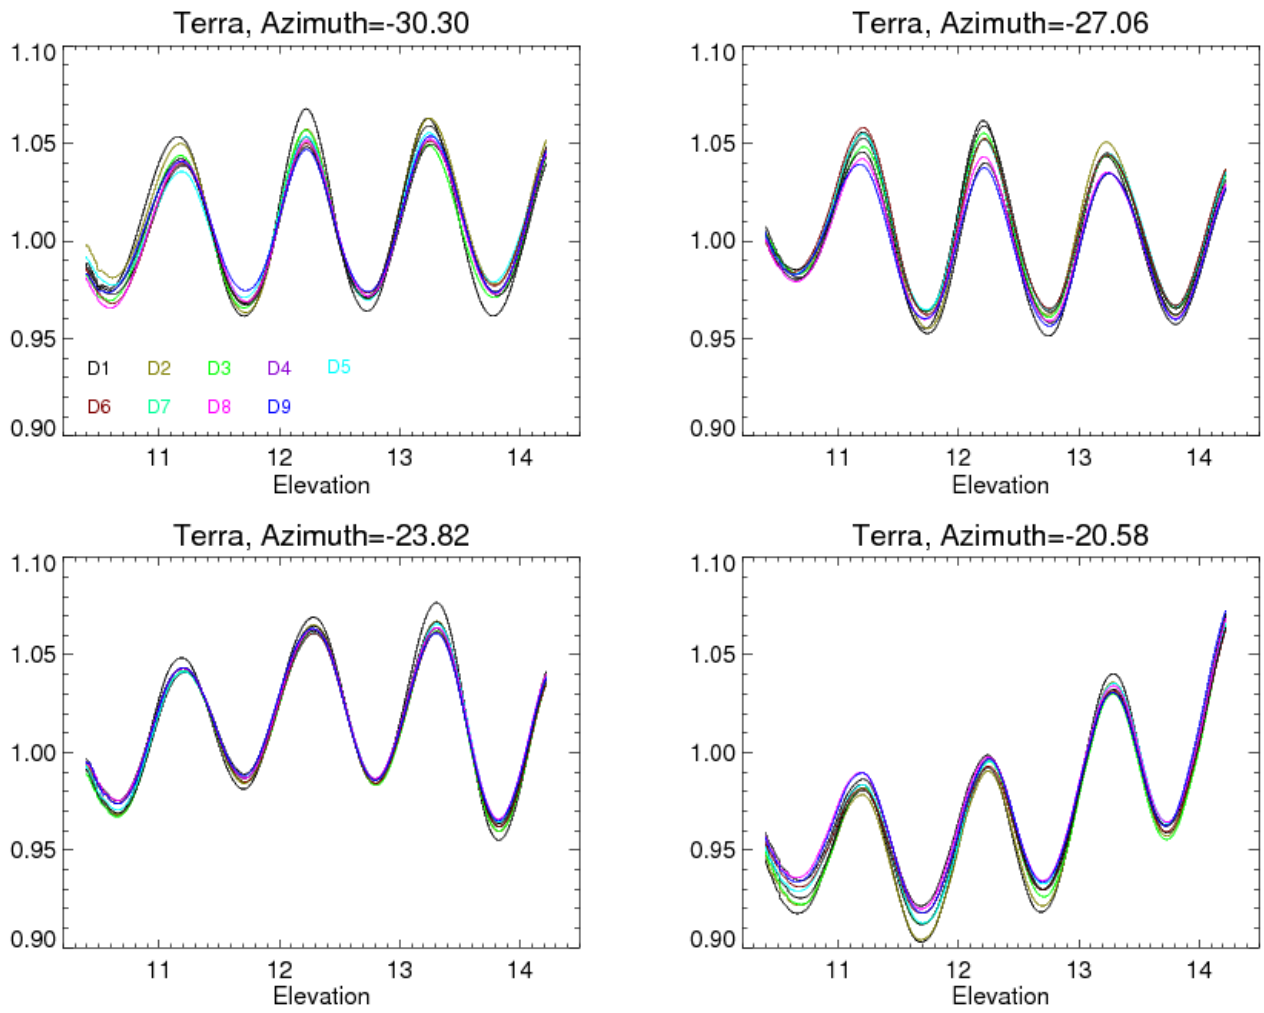 Terra, Azimuth=-30.30
1.10
1.05
1.00
0.95
0.90
D1 D2 D3 D4 D5
D6 D7 D8 D9
11 12 13 14
Elevation
Terra, Azimuth=-27.06
1.10
1.05
1.00
0.95
0.90
11 12 13 14
Elevation
Terra, Azimuth=-23.82
1.10
1.05
1.00
0.95
0.90
11 12 13 14
Elevation
Terra, Azimuth=-20.58
1.10
1.05
1.00
0.95
0.90
11 12 13 14
Elevation